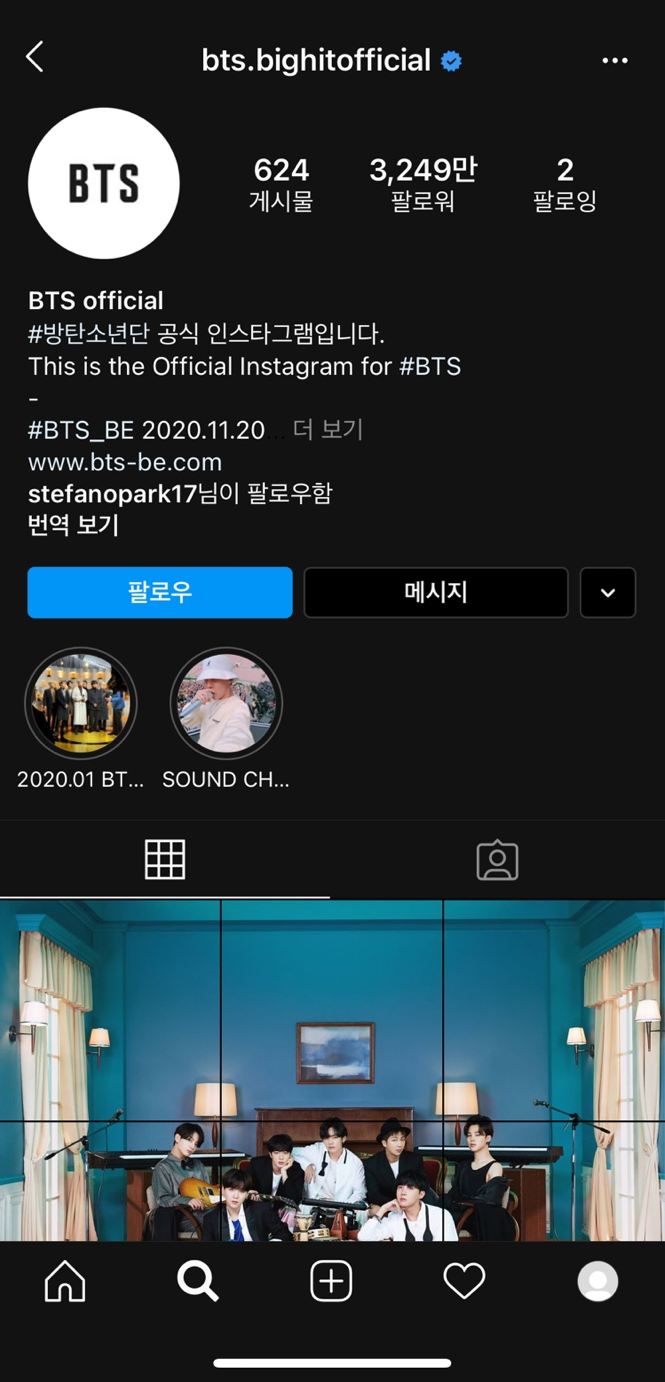 bts.bighitofficial
BTS
624
게시물
3,249만
팔로워
2
팔로잉
BTS official
#방탄소년단 공식 인스타그램입니다.
This is the Official Instagram for #BTS
-
#BTS_BE 2020.11.20... 더 보기
www.bts-be.com
stefanopark17님이 팔로우함
번역 보기
팔로우
메시지
2020.01 BT...
SOUND CH...